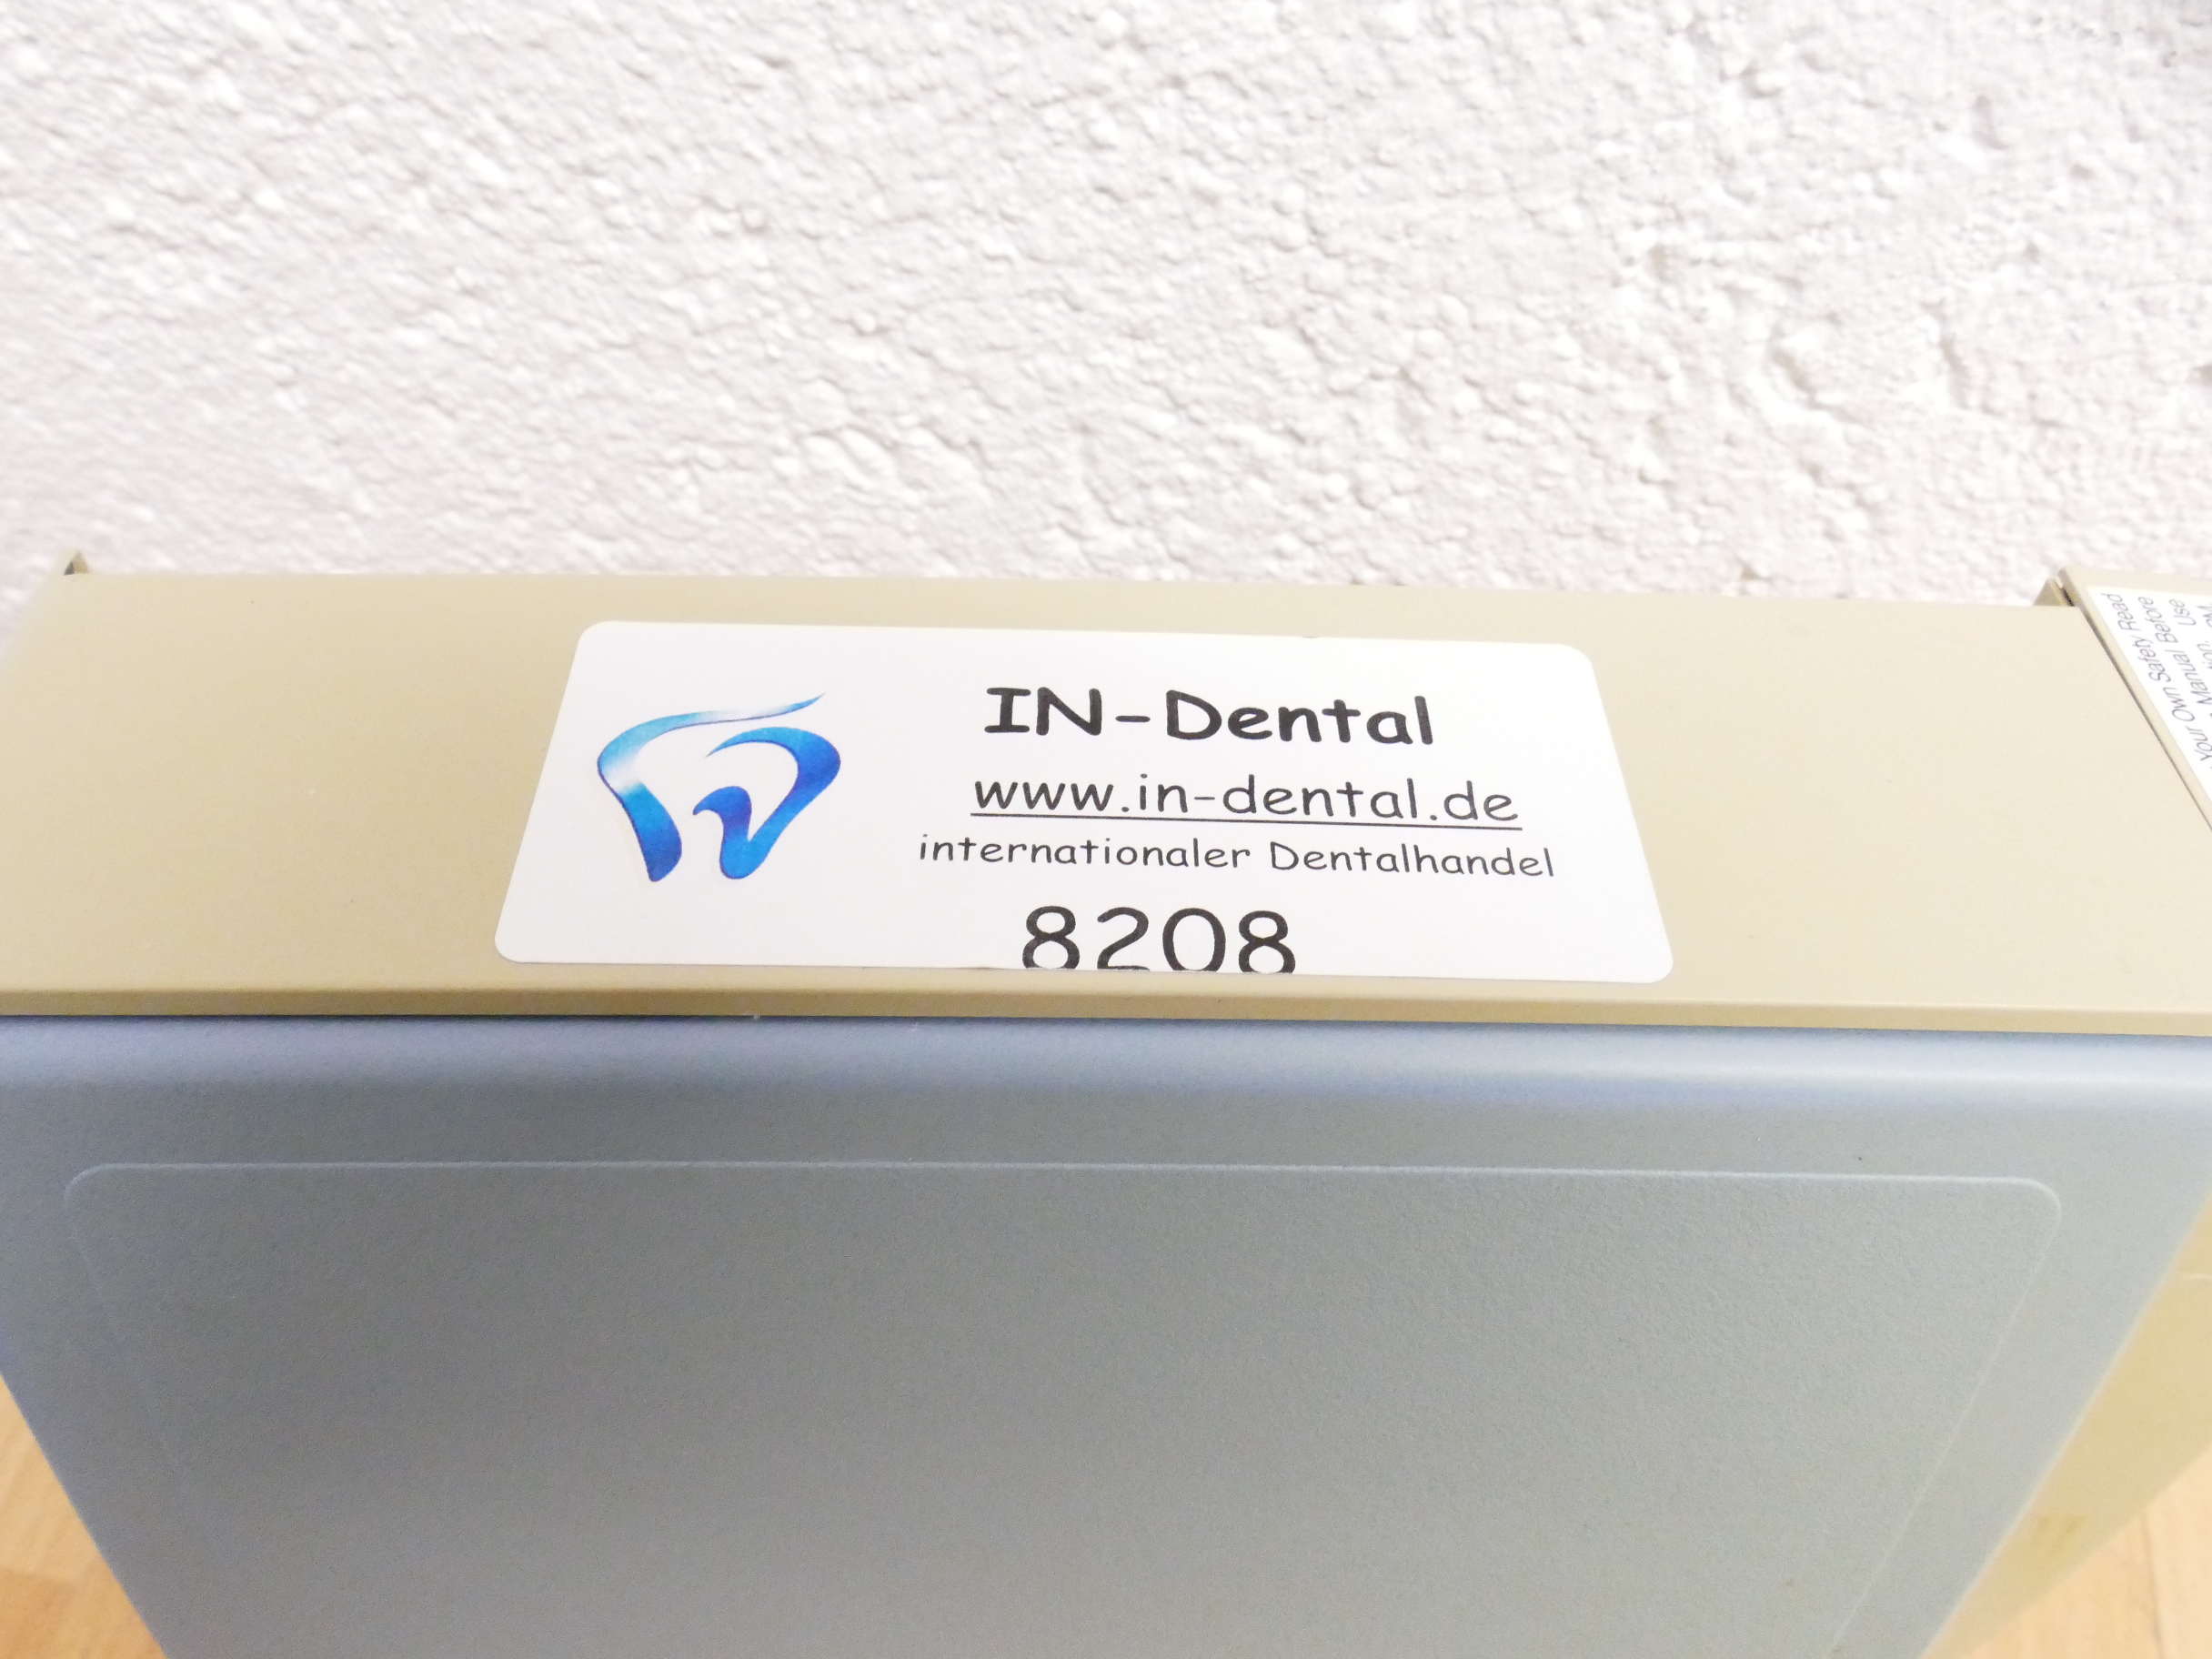 IN-Dental
www.in-dental.de
internationaler Dentalhandel
8208
Your Own Safety Read
Manual Before
Use